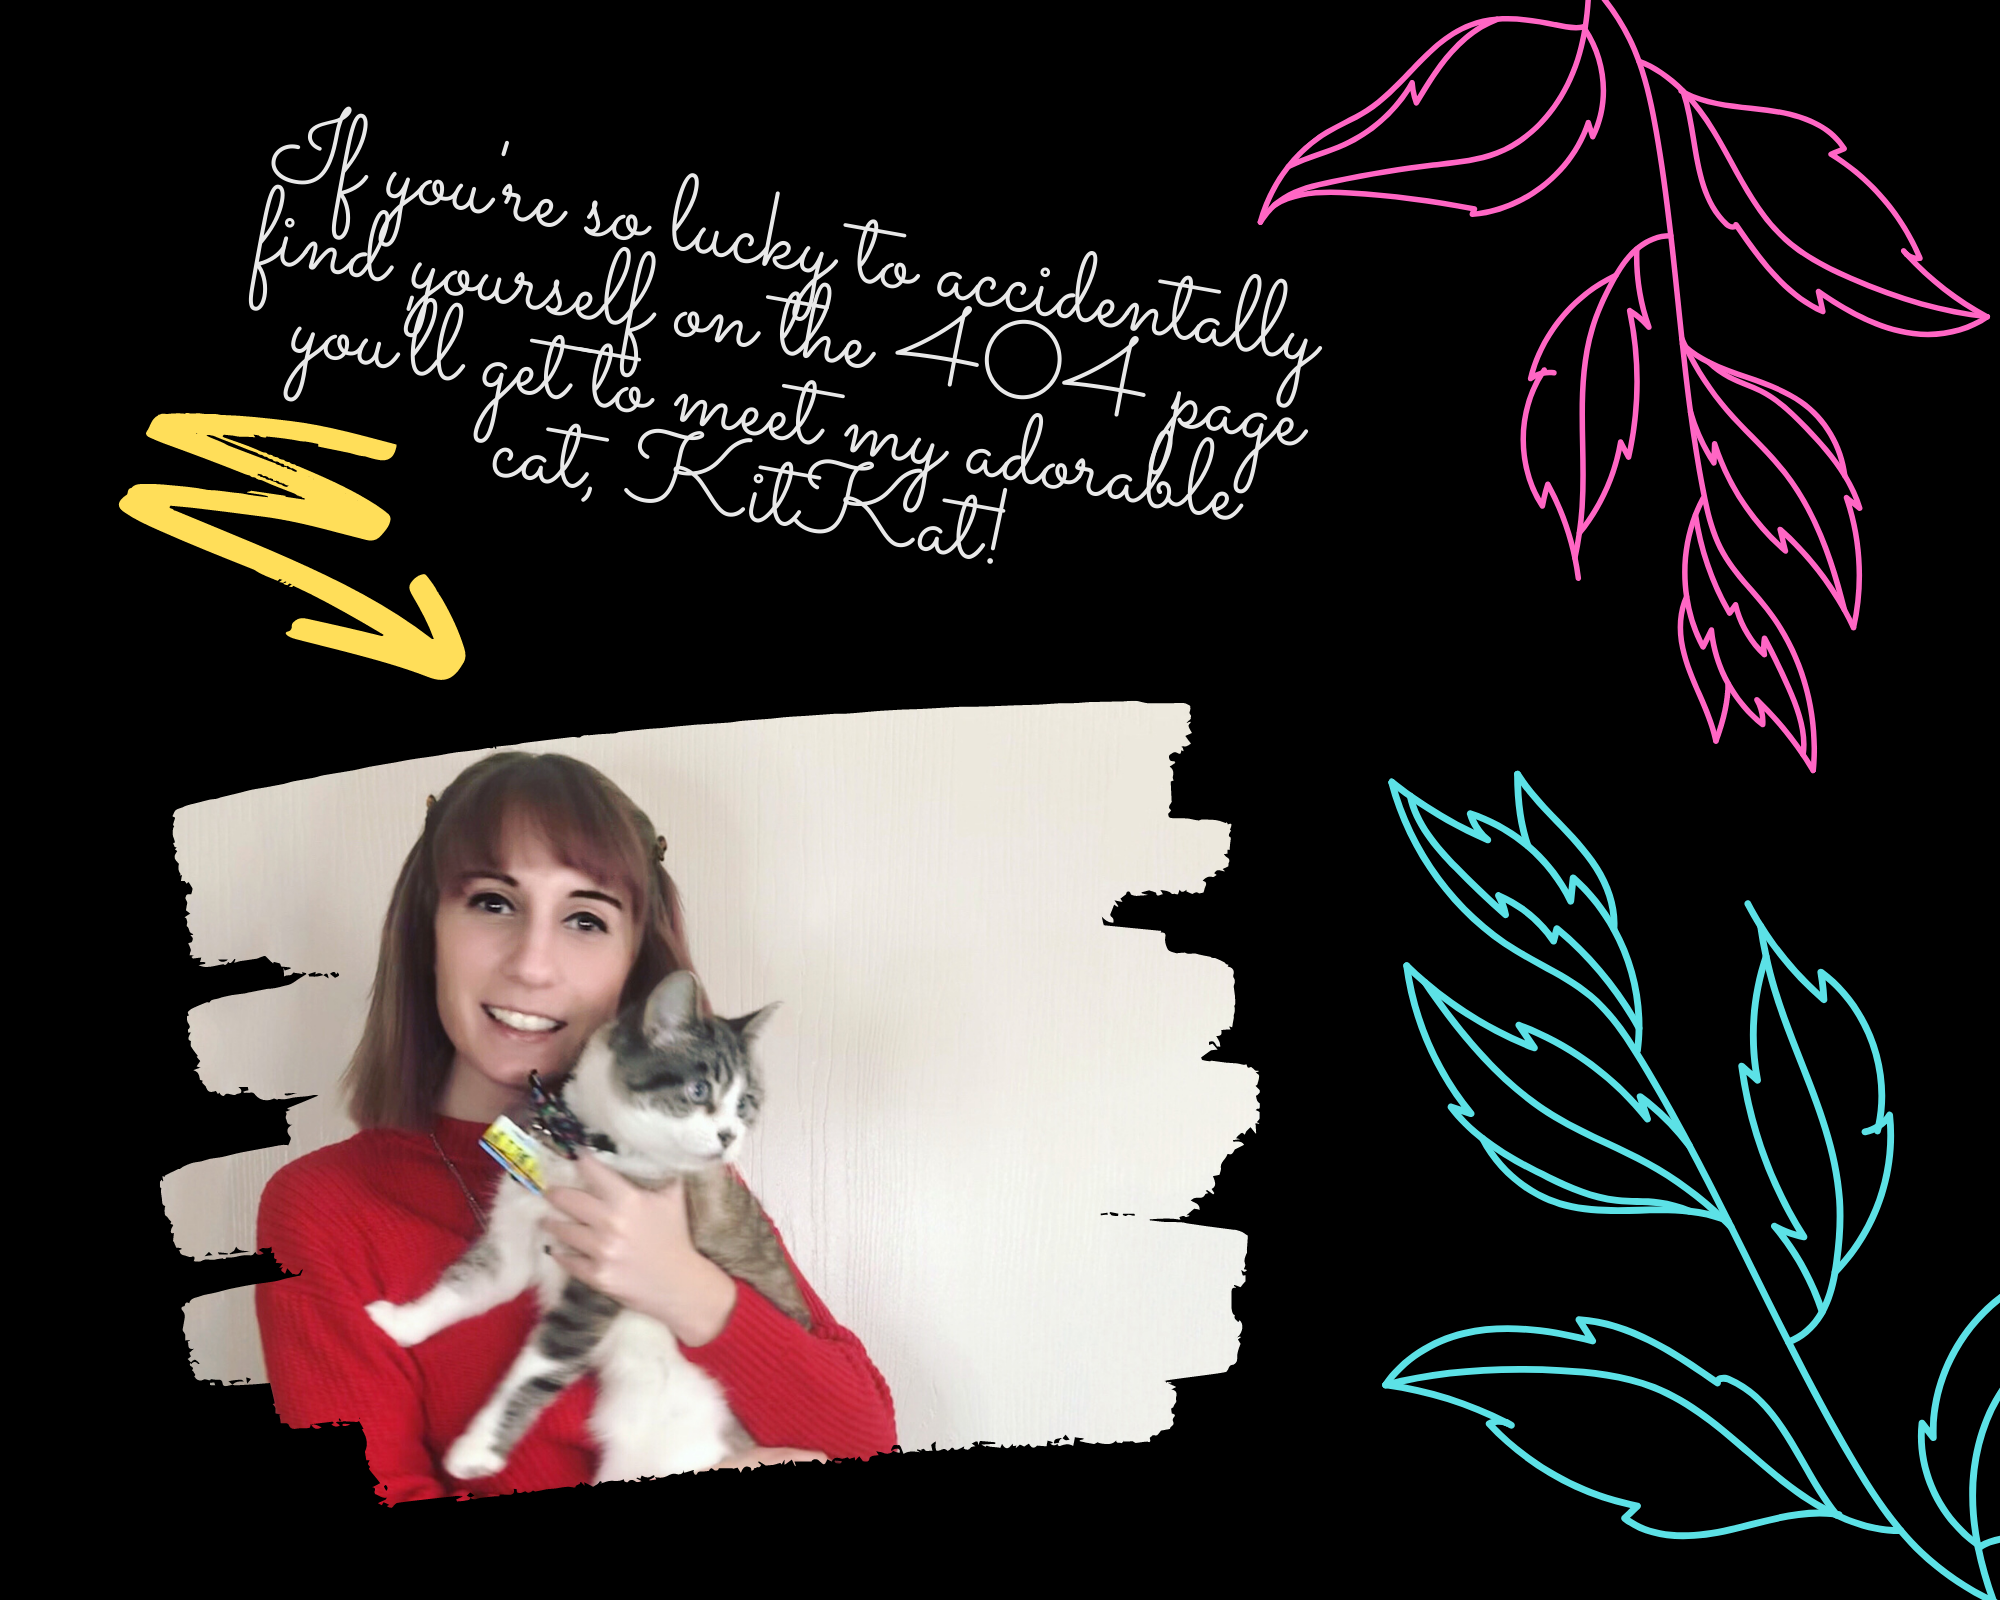 If you're so lucky to accidentally
find yourself on the 404 page
you'll get to meet my adorable
cat, KitKat!